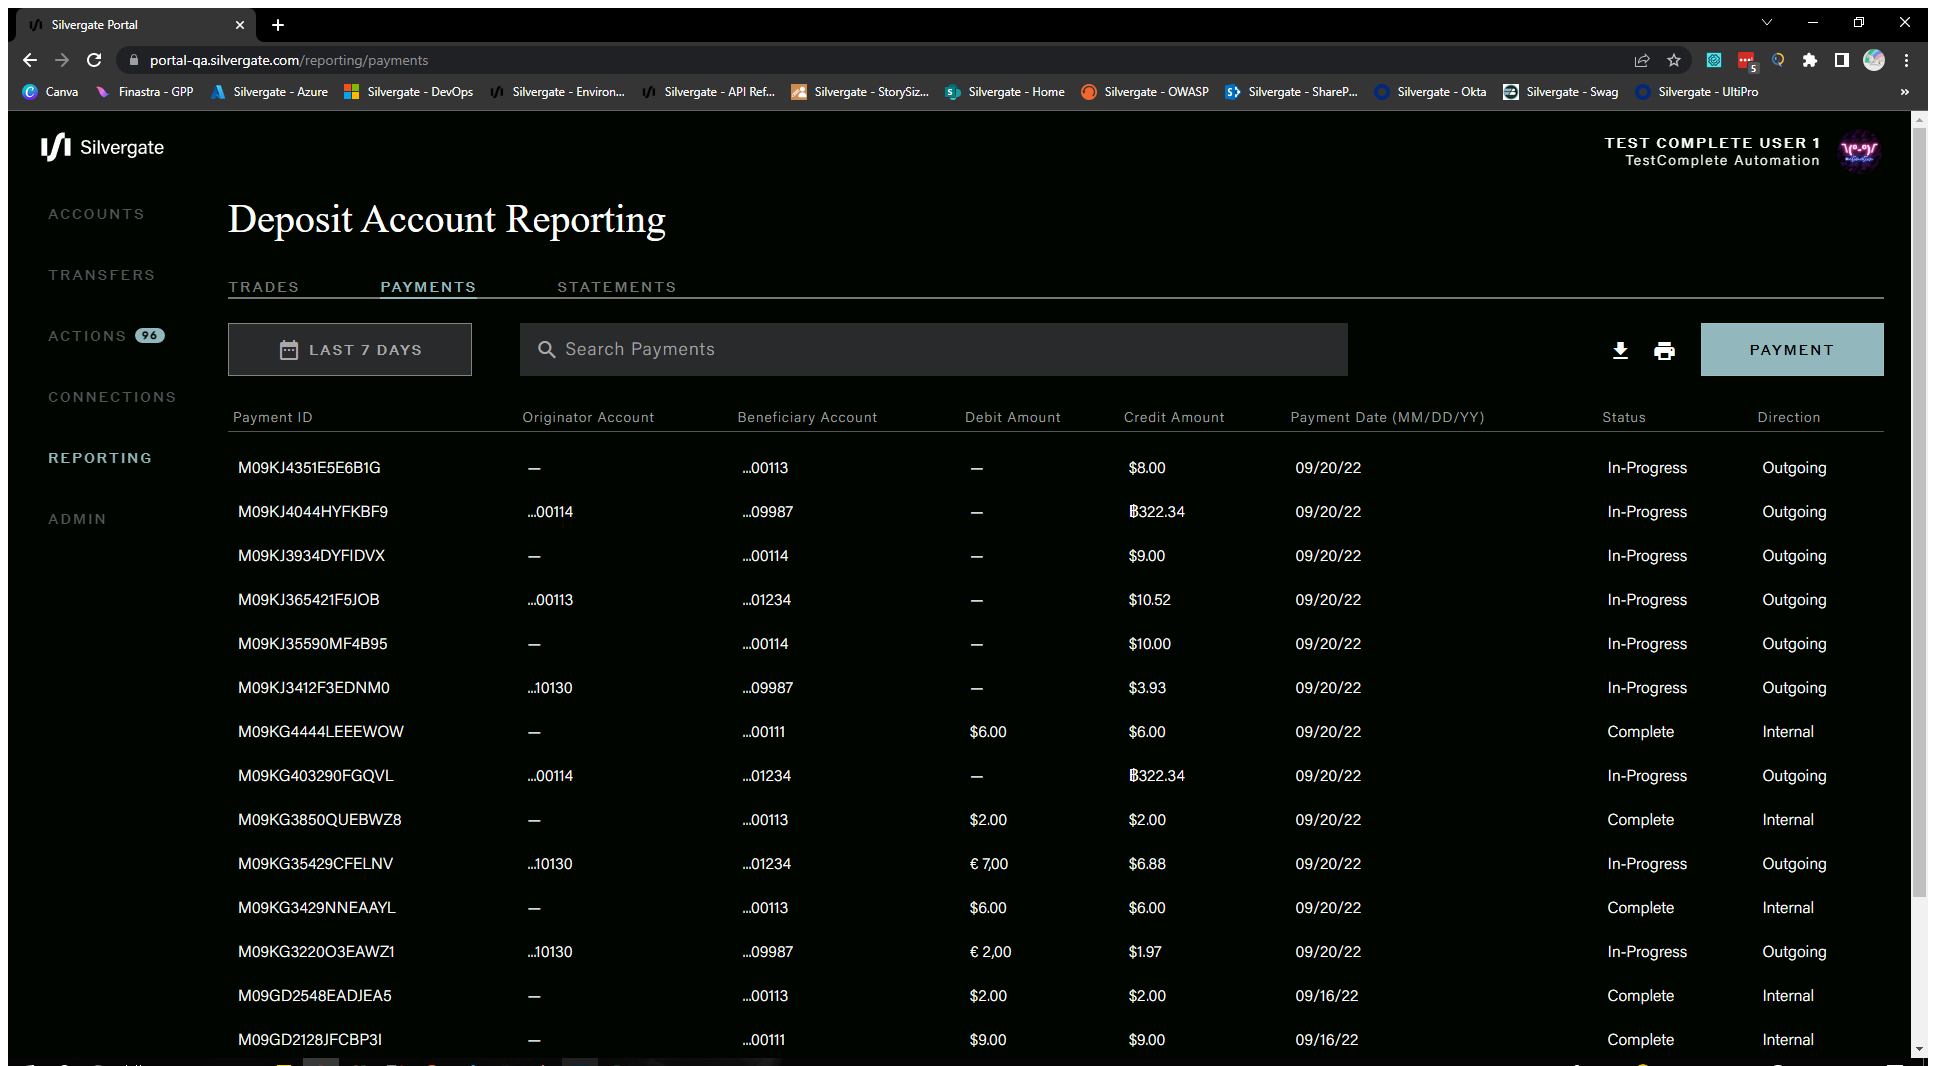 Silvergate Portal
portal-qa.silvergate.com/reporting/payments
5
Canva Finastra - GPP Silvergate - Azure Silvergate - DevOps Silvergate - Environ... Silvergate - API Ref... Silvergate - StorySiz... Silvergate - Home Silvergate - OWASP Silvergate - ShareP... Silvergate - Okta Silvergate - Swag Silvergate - UltiPro »
Silvergate
TEST COMPLETE USER 1
TestComplete Automation
ACCOUNTS
TRANSFERS
ACTIONS 96
CONNECTIONS
REPORTING
ADMIN
Deposit Account Reporting
TRADES PAYMENTS STATEMENTS
LAST 7 DAYS Search Payments PAYMENT
Payment ID Originator Account Beneficiary Account Debit Amount Credit Amount Payment Date (MM/DD/YY) Status Direction
M09KJ4351E5E6B1G — ...00113 — $8.00 09/20/22 In-Progress Outgoing
M09KJ4044HYFKBF9 ...00114 ...09987 — ฿322.34 09/20/22 In-Progress Outgoing
M09KJ3934DYFIDVX — ...00114 — $9.00 09/20/22 In-Progress Outgoing
M09KJ365421F5JOB ...00113 ...01234 — $10.52 09/20/22 In-Progress Outgoing
M09KJ35590MF4B95 — ...00114 — $10.00 09/20/22 In-Progress Outgoing
M09KJ3412F3EDNM0 ...10130 ...09987 — $3.93 09/20/22 In-Progress Outgoing
M09KG4444LEEEWOW — ...00111 $6.00 $6.00 09/20/22 Complete Internal
M09KG403290FGQVL ...00114 ...01234 — ฿322.34 09/20/22 In-Progress Outgoing
M09KG3850QUEBWZ8 — ...00113 $2.00 $2.00 09/20/22 Complete Internal
M09KG35429CFELNV ...10130 ...01234 € 7,00 $6.88 09/20/22 In-Progress Outgoing
M09KG3429NNEAAYL — ...00113 $6.00 $6.00 09/20/22 Complete Internal
M09KG3220O3EAWZ1 ...10130 ...09987 € 2,00 $1.97 09/20/22 In-Progress Outgoing
M09GD2548EADJEA5 — ...00113 $2.00 $2.00 09/16/22 Complete Internal
M09GD2128JFCBP3I — ...00111 $9.00 $9.00 09/16/22 Complete Internal